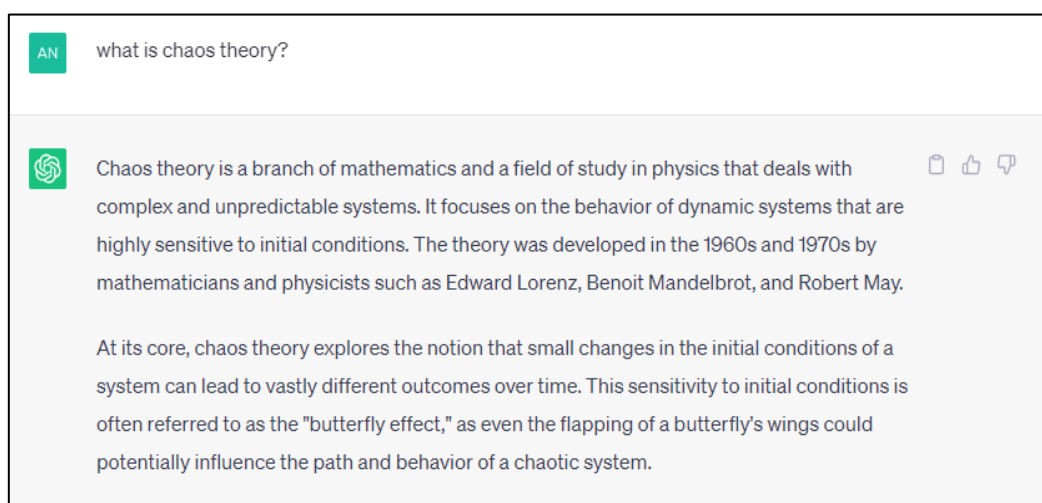 AN
what is chaos theory?
Chaos theory is a branch of mathematics and a field of study in physics that deals with
complex and unpredictable systems. It focuses on the behavior of dynamic systems that are
highly sensitive to initial conditions. The theory was developed in the 1960s and 1970s by
mathematicians and physicists such as Edward Lorenz, Benoit Mandelbrot, and Robert May.
At its core, chaos theory explores the notion that small changes in the initial conditions of a
system can lead to vastly different outcomes over time. This sensitivity to initial conditions is
often referred to as the "butterfly effect," as even the flapping of a butterfly's wings could
potentially influence the path and behavior of a chaotic system.